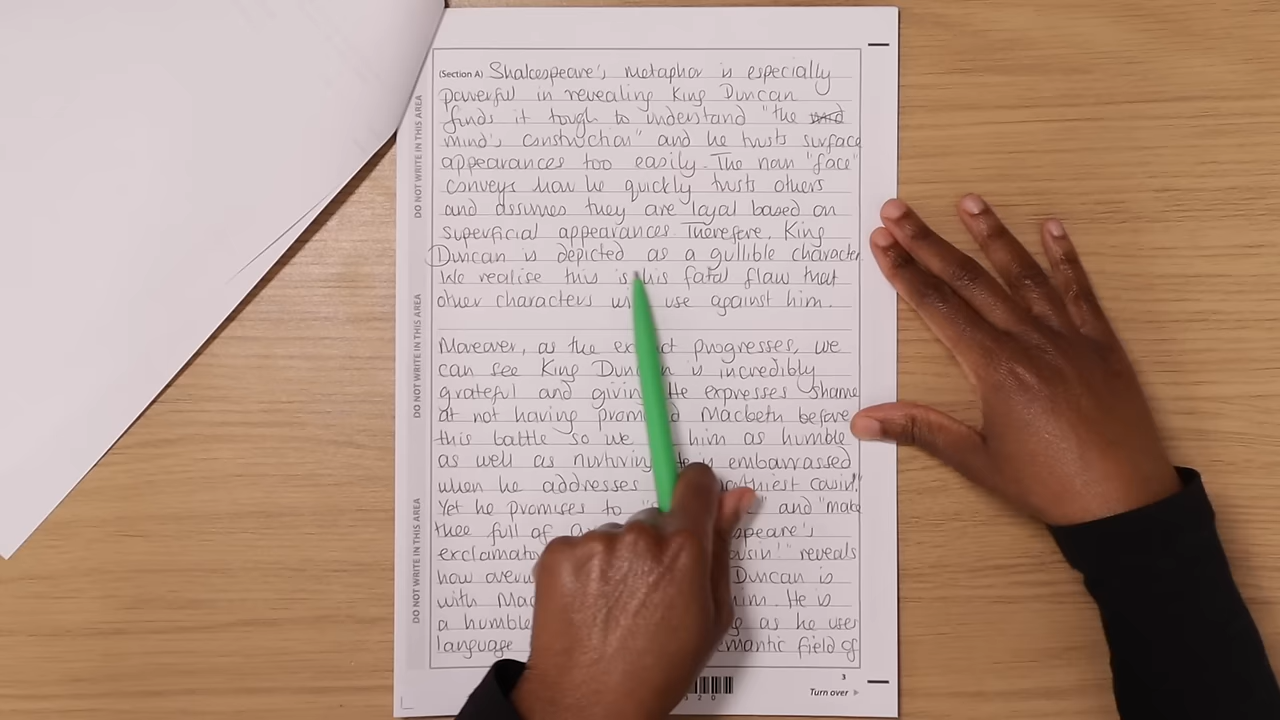 (Section A) Shakespeare's metaphor is especially
powerful in revealing King Duncan
finds it tough to understand "the
mind's construction" and he trusts surface
appearances too easily. The noun "face"
conveys how he quickly trusts others
and assumes they are loyal based on
superficial appearances. Therefore, King
Duncan is depicted as a gullible character
We realise this is his fatal flaw that
other characters use against him.
Moreover, as the progresses, we
can see King is incredibly
grateful and giving. He expresses shame
at not having Macbeth before
this battle so we him as humble
as well as nurturing. He is embarrassed
when he addresses cousin!"
Yet he promises to and "make
thee full of
reveals
how Duncan is
with him. He is
a humble as he uses
language semantic field of
DO NOT WRITE IN THIS AREA
DO NOT WRITE IN THIS AREA
DO NOT WRITE IN THIS AREA
3
Turn over